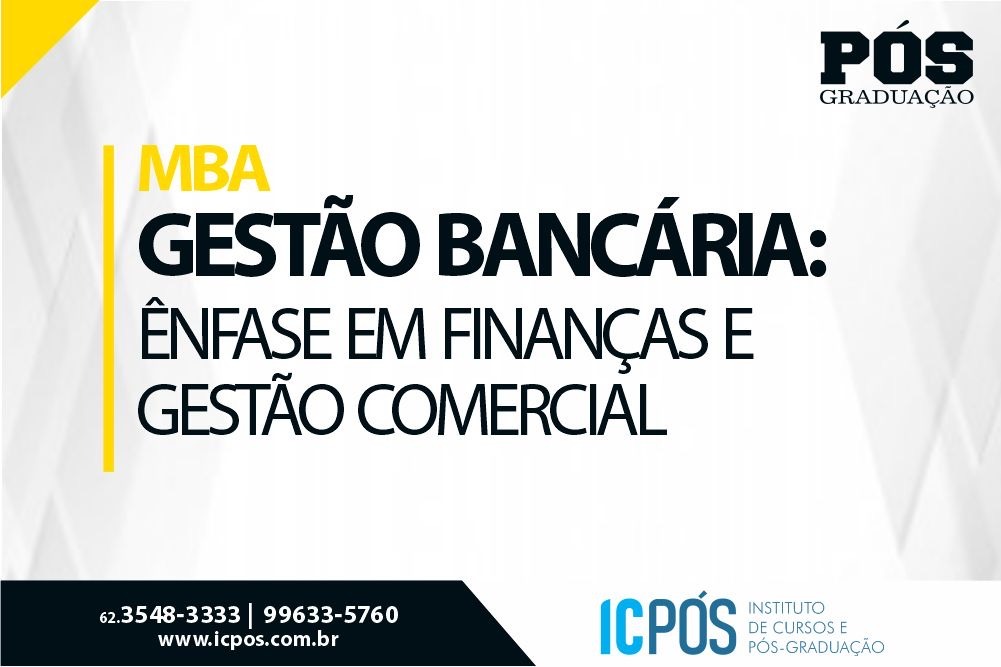 PÓS
GRADUAÇÃO
MBA
GESTÃO BANCÁRIA:
ÊNFASE EM FINANÇAS E
GESTÃO COMERCIAL
62.3548-3333 | 99633-5760
www.icpos.com.br
ICPÓS
INSTITUTO
DE CURSOS E
PÓS-GRADUAÇÃO